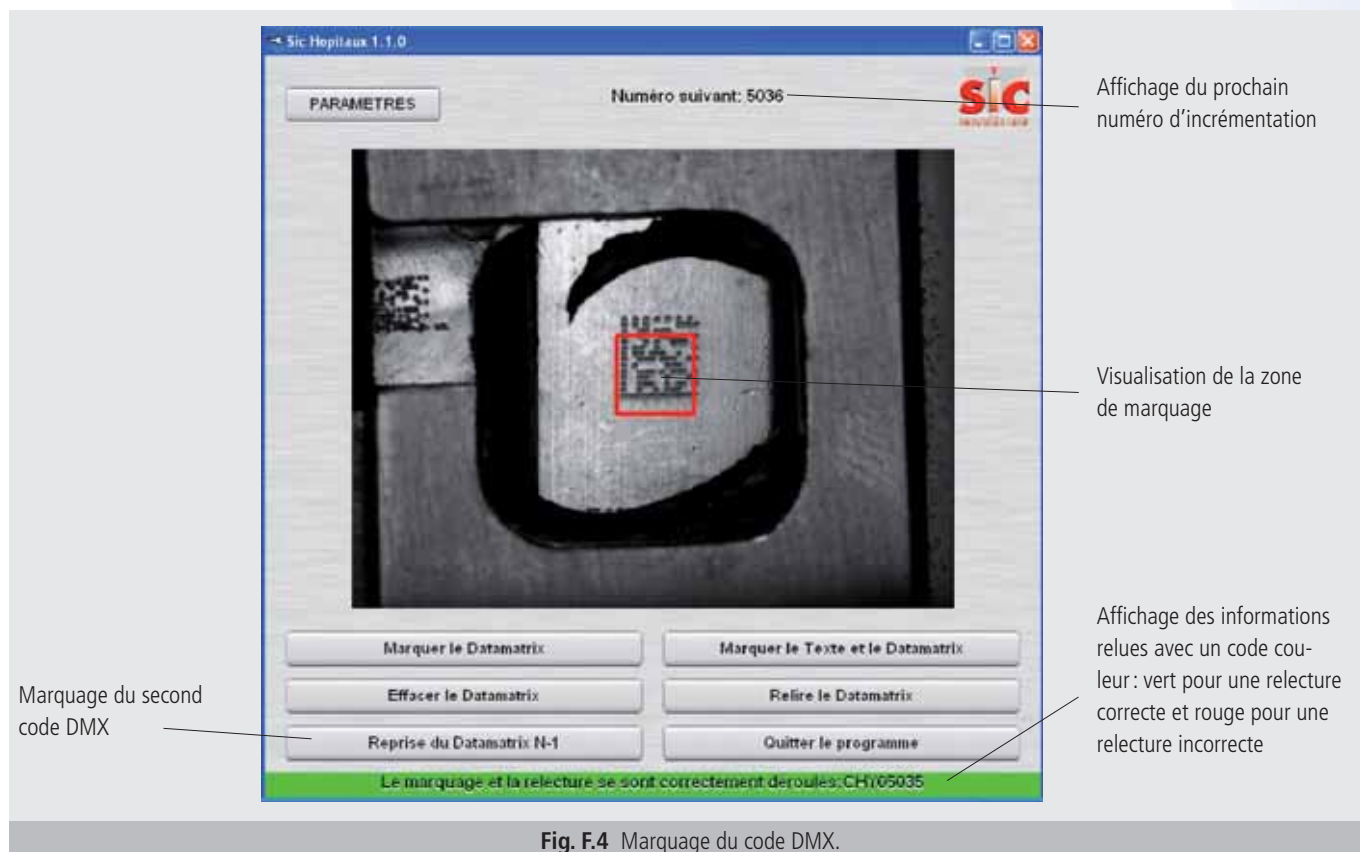 Sic Hopitaux 1.1.0
PARAMETRES
Numéro suivant: 5036
sic
Affichage du prochain
numéro d'incrémentation
Visualisation de la zone
de marquage
Marquer le Datamatrix
Marquer le Texte et le Datamatrix
Effacer le Datamatrix
Relire le Datamatrix
Reprise du Datamatrix N-1
Quitter le programme
Le marquage et la relecture se sont correctement deroules:CHY05035
Marquage du second
code DMX
Affichage des informations
relues avec un code cou-
leur : vert pour une relecture
correcte et rouge pour une
relecture incorrecte
Fig. F.4 Marquage du code DMX.